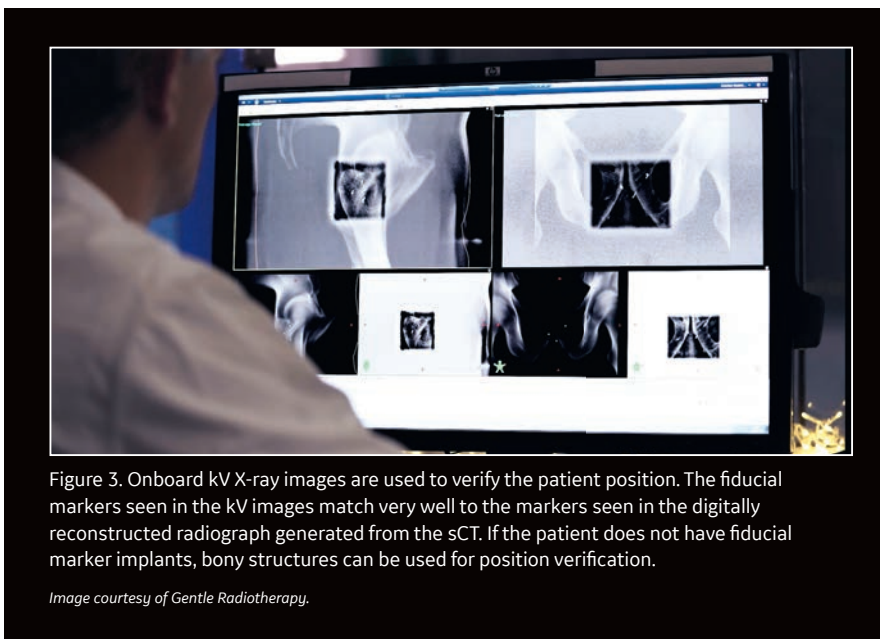 Figure 3. Onboard kV X-ray images are used to verify the patient position. The fiducial
markers seen in the kV images match very well to the markers seen in the digitally
reconstructed radiograph generated from the sCT. If the patient does not have fiducial
marker implants, bony structures can be used for position verification.
Image courtesy of Gentle Radiotherapy.